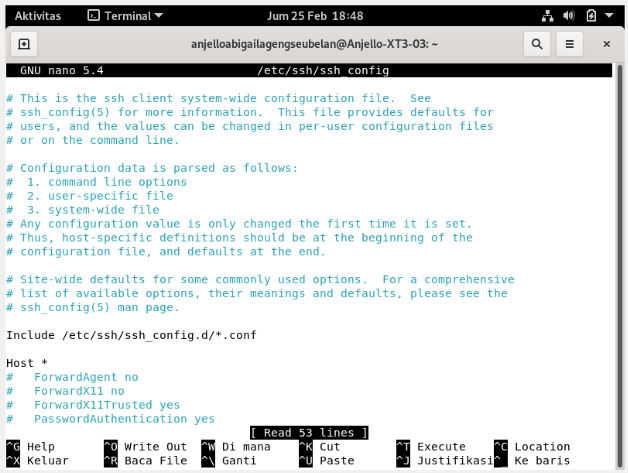 Aktivitas Terminal Jum 25 Feb 18:48
anjelloabigailagengseubelan@Anjello-XT3-03: ~
GNU nano 5.4 /etc/ssh/ssh_config
# This is the ssh client system-wide configuration file.  See
# ssh_config(5) for more information.  This file provides defaults for
# users, and the values can be changed in per-user configuration files
# or on the command line.
# Configuration data is parsed as follows:
#  1. command line options
#  2. user-specific file
#  3. system-wide file
# Any configuration value is only changed the first time it is set.
# Thus, host-specific definitions should be at the beginning of the
# configuration file, and defaults at the end.
# Site-wide defaults for some commonly used options.  For a comprehensive
# list of available options, their meanings and defaults, please see the
# ssh_config(5) man page.
Include /etc/ssh/ssh_config.d/*.conf
Host *
#   ForwardAgent no
#   ForwardX11 no
#   ForwardX11Trusted yes
#   PasswordAuthentication yes
[ Read 53 lines ]
^G Help ^O Write Out ^W Di mana ^K Cut ^T Execute ^C Location
^X Keluar ^R Baca File ^\ Ganti ^U Paste ^J Justifikasi ^_ Ke baris